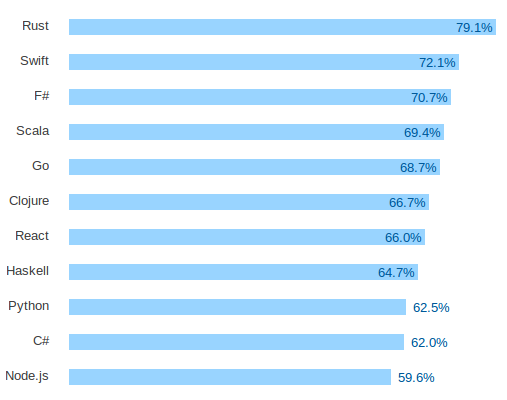 Rust 79.1%
Swift 72.1%
F# 70.7%
Scala 69.4%
Go 68.7%
Clojure 66.7%
React 66.0%
Haskell 64.7%
Python 62.5%
C# 62.0%
Node.js 59.6%